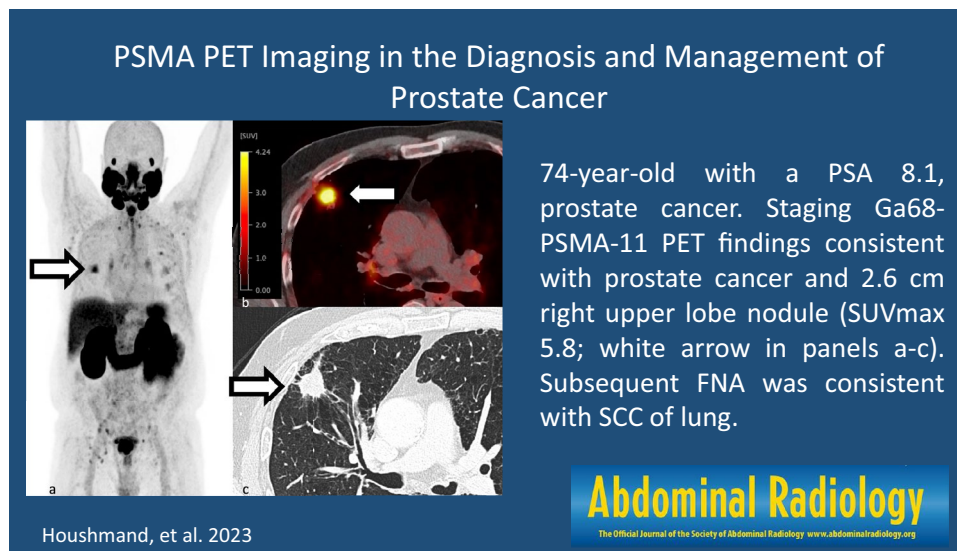 PSMA PET Imaging in the Diagnosis and Management of
Prostate Cancer
[SUV]
4.24
3.0
2.0
1.0
0.00
b
a
c
74-year-old with a PSA 8.1,
prostate cancer. Staging Ga68-
PSMA-11 PET findings consistent
with prostate cancer and 2.6 cm
right upper lobe nodule (SUVmax
5.8; white arrow in panels a-c).
Subsequent FNA was consistent
with SCC of lung.
Houshmand, et al. 2023
Abdominal Radiology
The Official Journal of the Society of Abdominal Radiology www.abdominalradiology.org